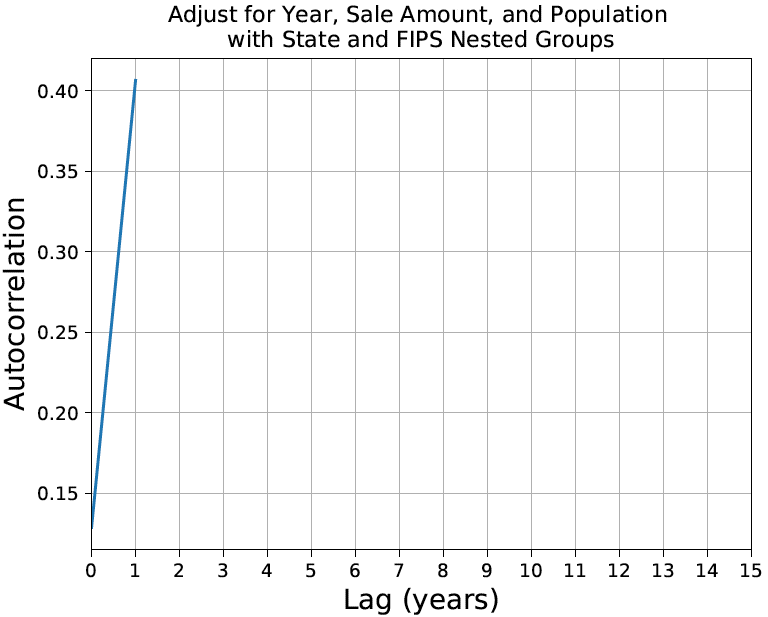 Adjust for Year, Sale Amount, and Population
with State and FIPS Nested Groups
0.40
0.35
0.30
0.25
0.20
0.15
Autocorrelation
0 1 2 3 4 5 6 7 8 9 10 11 12 13 14 15
Lag (years)